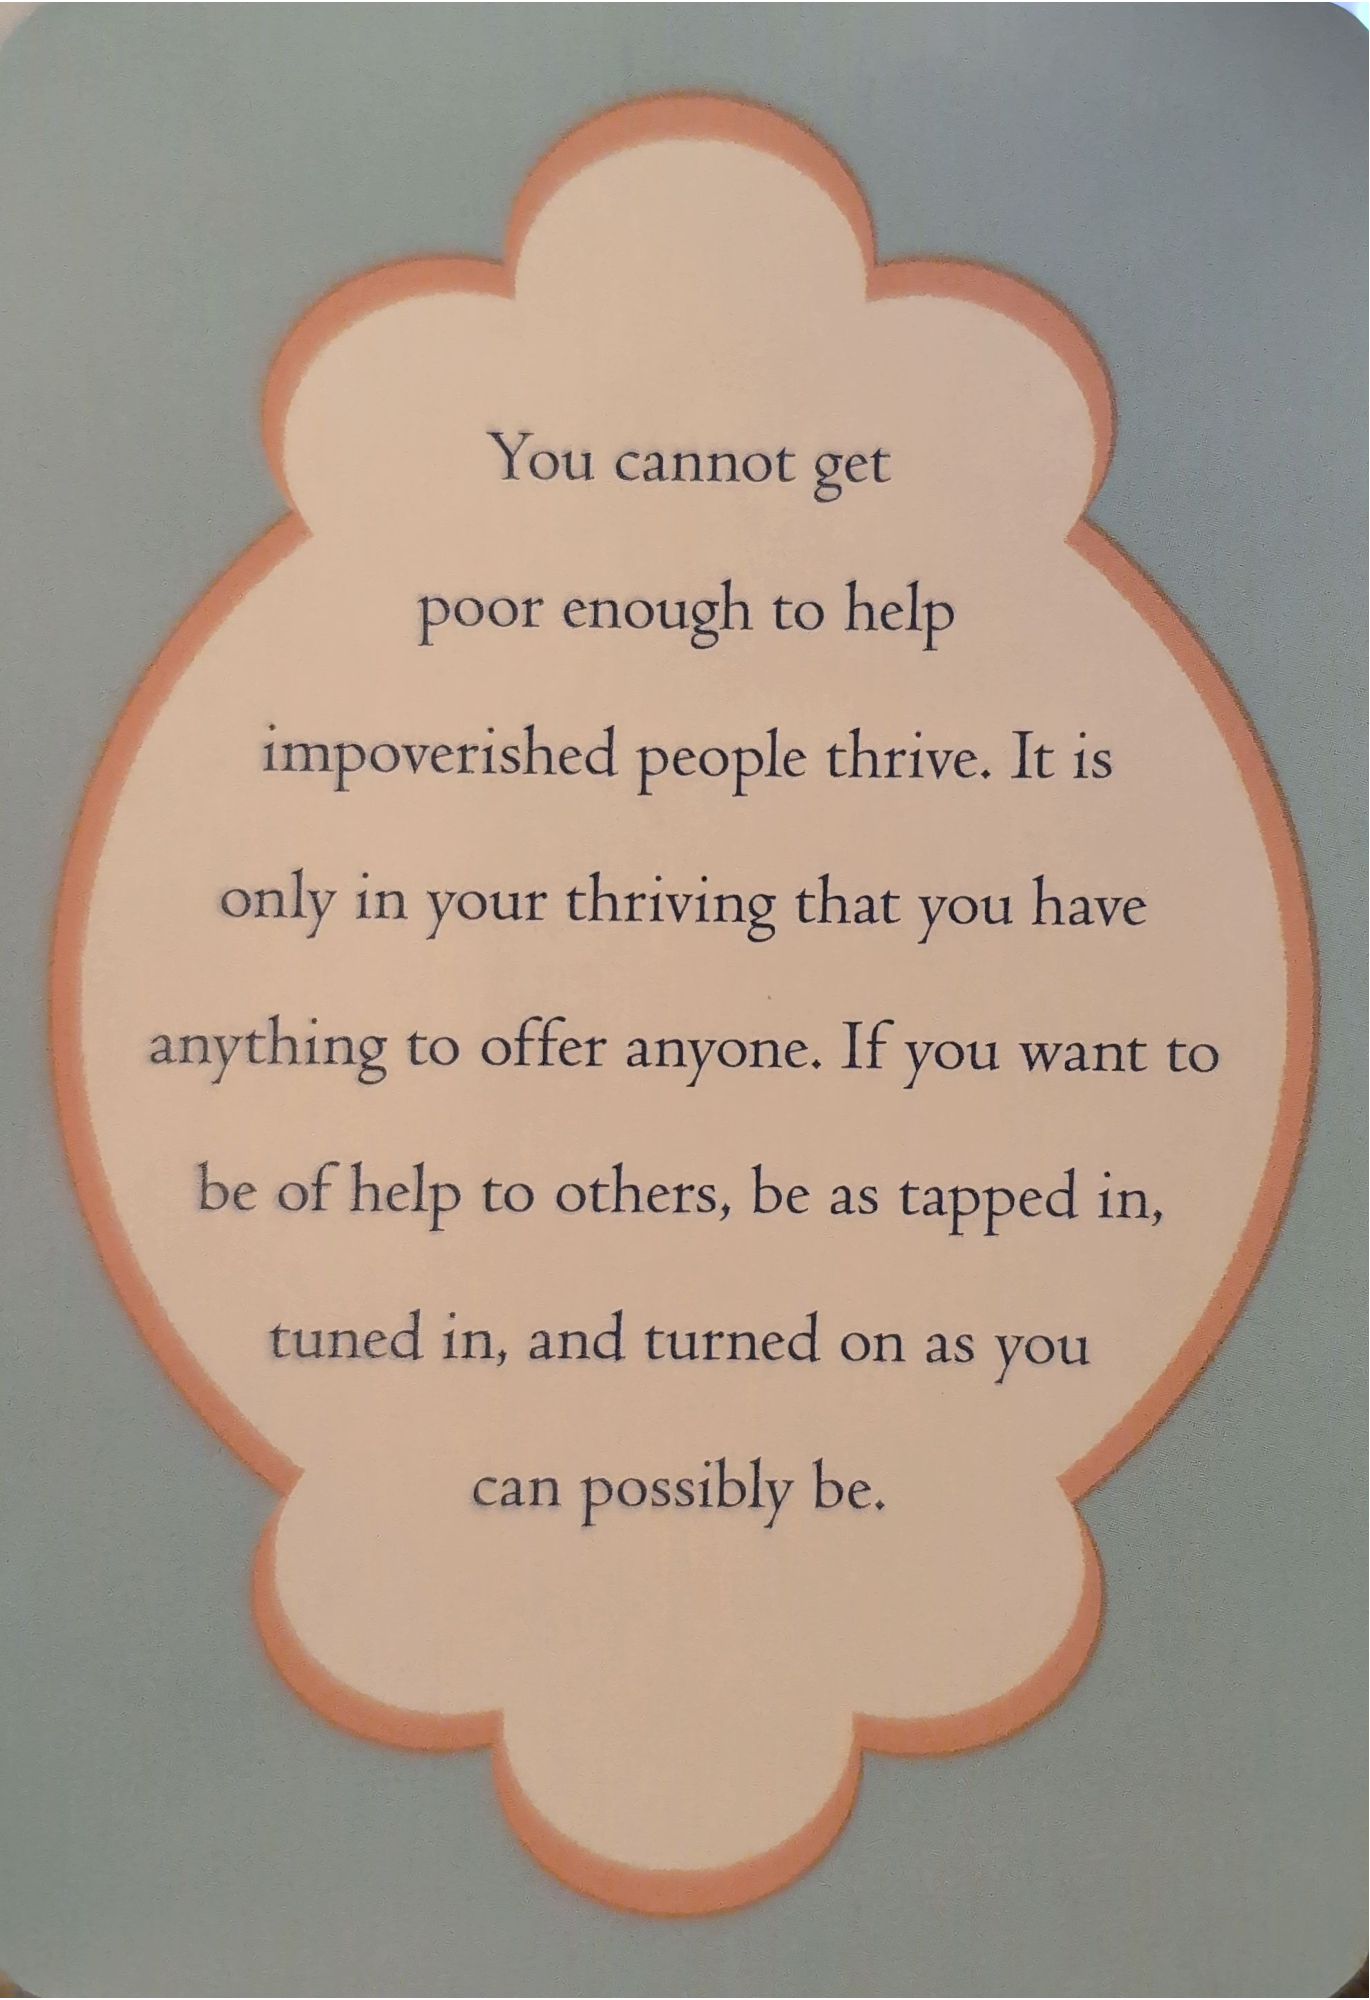 You cannot get
poor enough to help
impoverished people thrive. It is
only in your thriving that you have
anything to offer anyone. If you want to
be of help to others, be as tapped in,
tuned in, and turned on as you
can possibly be.